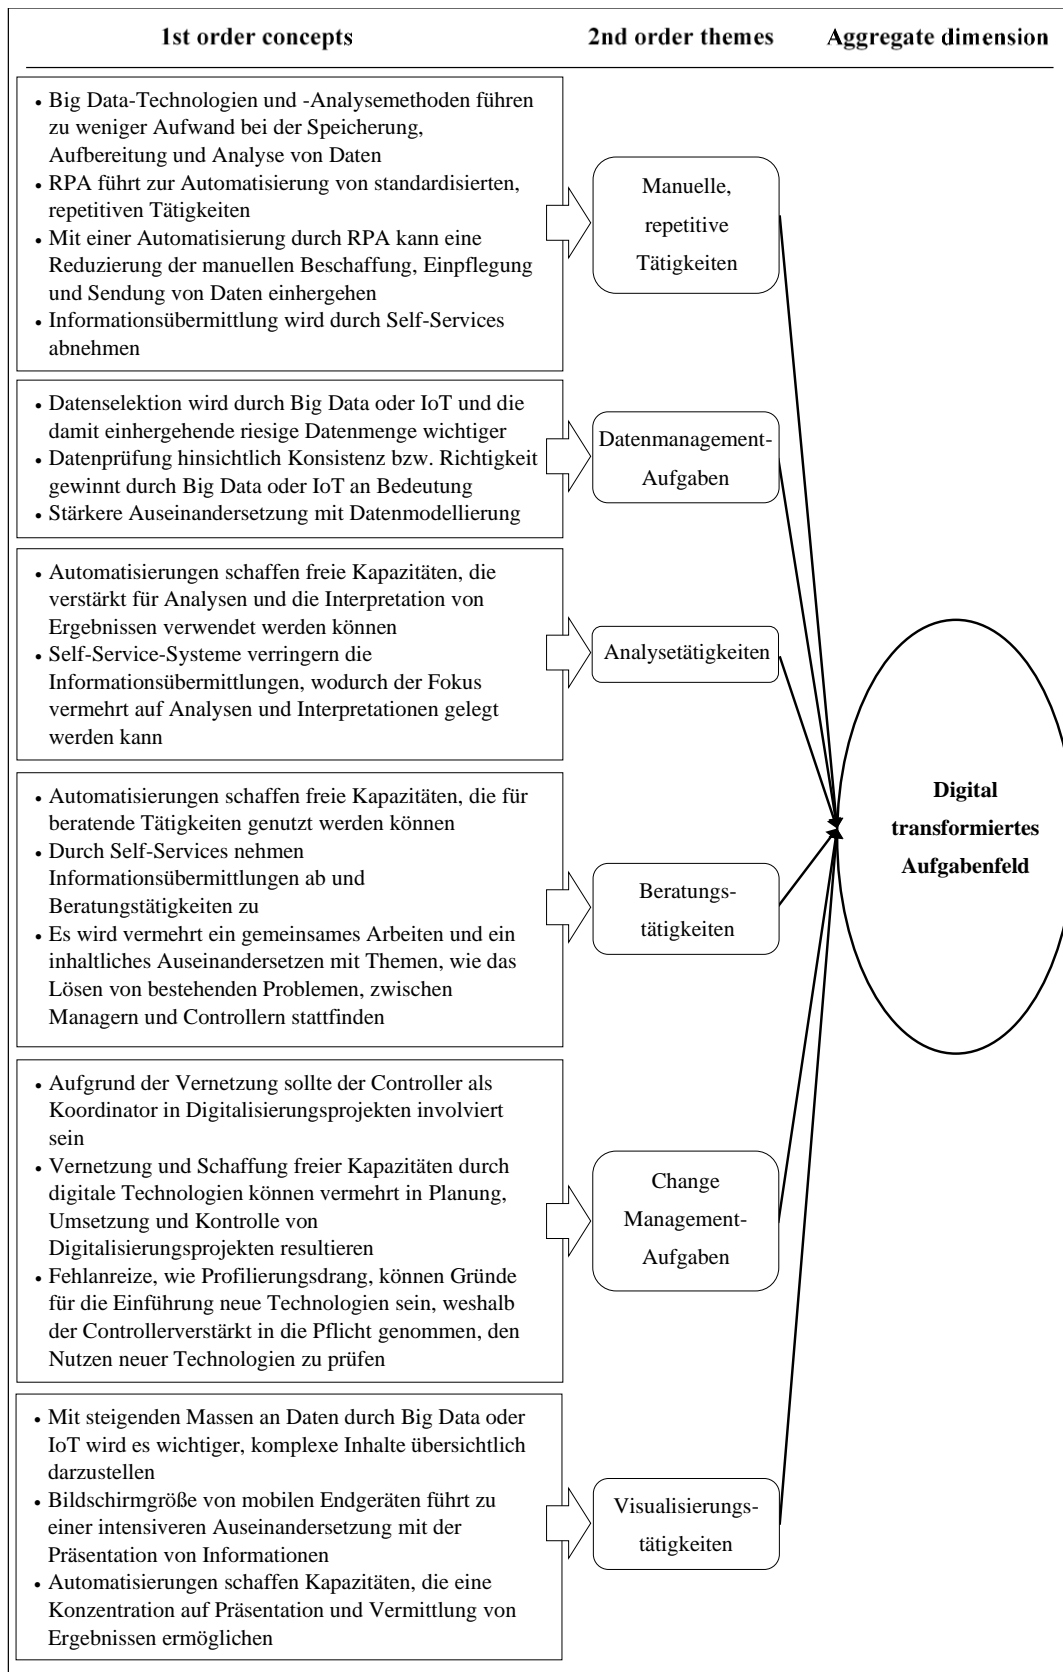 1st order concepts
2nd order themes
Aggregate dimension
• Big Data-Technologien und -Analysemethoden führen
zu weniger Aufwand bei der Speicherung,
Aufbereitung und Analyse von Daten
• RPA führt zur Automatisierung von standardisierten,
repetitiven Tätigkeiten
• Mit einer Automatisierung durch RPA kann eine
Reduzierung der manuellen Beschaffung, Einpflegung
und Sendung von Daten einhergehen
• Informationsübermittlung wird durch Self-Services
abnehmen
Manuelle,
repetitive
Tätigkeiten
• Datenselektion wird durch Big Data oder IoT und die
damit einhergehende riesige Datenmenge wichtiger
• Datenprüfung hinsichtlich Konsistenz bzw. Richtigkeit
gewinnt durch Big Data oder IoT an Bedeutung
• Stärkere Auseinandersetzung mit Datenmodellierung
Datenmanagement-
Aufgaben
• Automatisierungen schaffen freie Kapazitäten, die
verstärkt für Analysen und die Interpretation von
Ergebnissen verwendet werden können
• Self-Service-Systeme verringern die
Informationsübermittlungen, wodurch der Fokus
vermehrt auf Analysen und Interpretationen gelegt
werden kann
Analysetätigkeiten
• Automatisierungen schaffen freie Kapazitäten, die für
beratende Tätigkeiten genutzt werden können
• Durch Self-Services nehmen
Informationsübermittlungen ab und
Beratungstätigkeiten zu
• Es wird vermehrt ein gemeinsames Arbeiten und ein
inhaltliches Auseinandersetzen mit Themen, wie das
Lösen von bestehenden Problemen, zwischen
Managern und Controllern stattfinden
Beratungs-
tätigkeiten
• Aufgrund der Vernetzung sollte der Controller als
Koordinator in Digitalisierungsprojekten involviert
sein
• Vernetzung und Schaffung freier Kapazitäten durch
digitale Technologien können vermehrt in Planung,
Umsetzung und Kontrolle von
Digitalisierungsprojekten resultieren
• Fehlanreize, wie Profilierungsdrang, können Gründe
für die Einführung neue Technologien sein, weshalb
der Controllerverstärkt in die Pflicht genommen, den
Nutzen neuer Technologien zu prüfen
Change
Management-
Aufgaben
• Mit steigenden Massen an Daten durch Big Data oder
IoT wird es wichtiger, komplexe Inhalte übersichtlich
darzustellen
• Bildschirmgröße von mobilen Endgeräten führt zu
einer intensiveren Auseinandersetzung mit der
Präsentation von Informationen
• Automatisierungen schaffen Kapazitäten, die eine
Konzentration auf Präsentation und Vermittlung von
Ergebnissen ermöglichen
Visualisierungs-
tätigkeiten
Digital
transformiertes
Aufgabenfeld